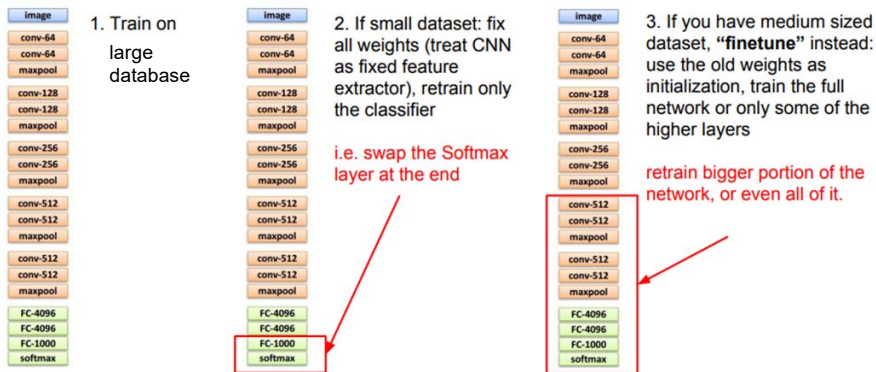 image
conv-64
conv-64
maxpool
conv-128
conv-128
maxpool
conv-256
conv-256
maxpool
conv-512
conv-512
maxpool
conv-512
conv-512
maxpool
FC-4096
FC-4096
FC-1000
softmax
1. Train on
large
database
image
conv-64
conv-64
maxpool
conv-128
conv-128
maxpool
conv-256
conv-256
maxpool
conv-512
conv-512
maxpool
conv-512
conv-512
maxpool
FC-4096
FC-4096
FC-1000
softmax
2. If small dataset: fix
all weights (treat CNN
as fixed feature
extractor), retrain only
the classifier
i.e. swap the Softmax
layer at the end
image
conv-64
conv-64
maxpool
conv-128
conv-128
maxpool
conv-256
conv-256
maxpool
conv-512
conv-512
maxpool
conv-512
conv-512
maxpool
FC-4096
FC-4096
FC-1000
softmax
3. If you have medium sized
dataset, “finetune” instead:
use the old weights as
initialization, train the full
network or only some of the
higher layers
retrain bigger portion of the
network, or even all of it.